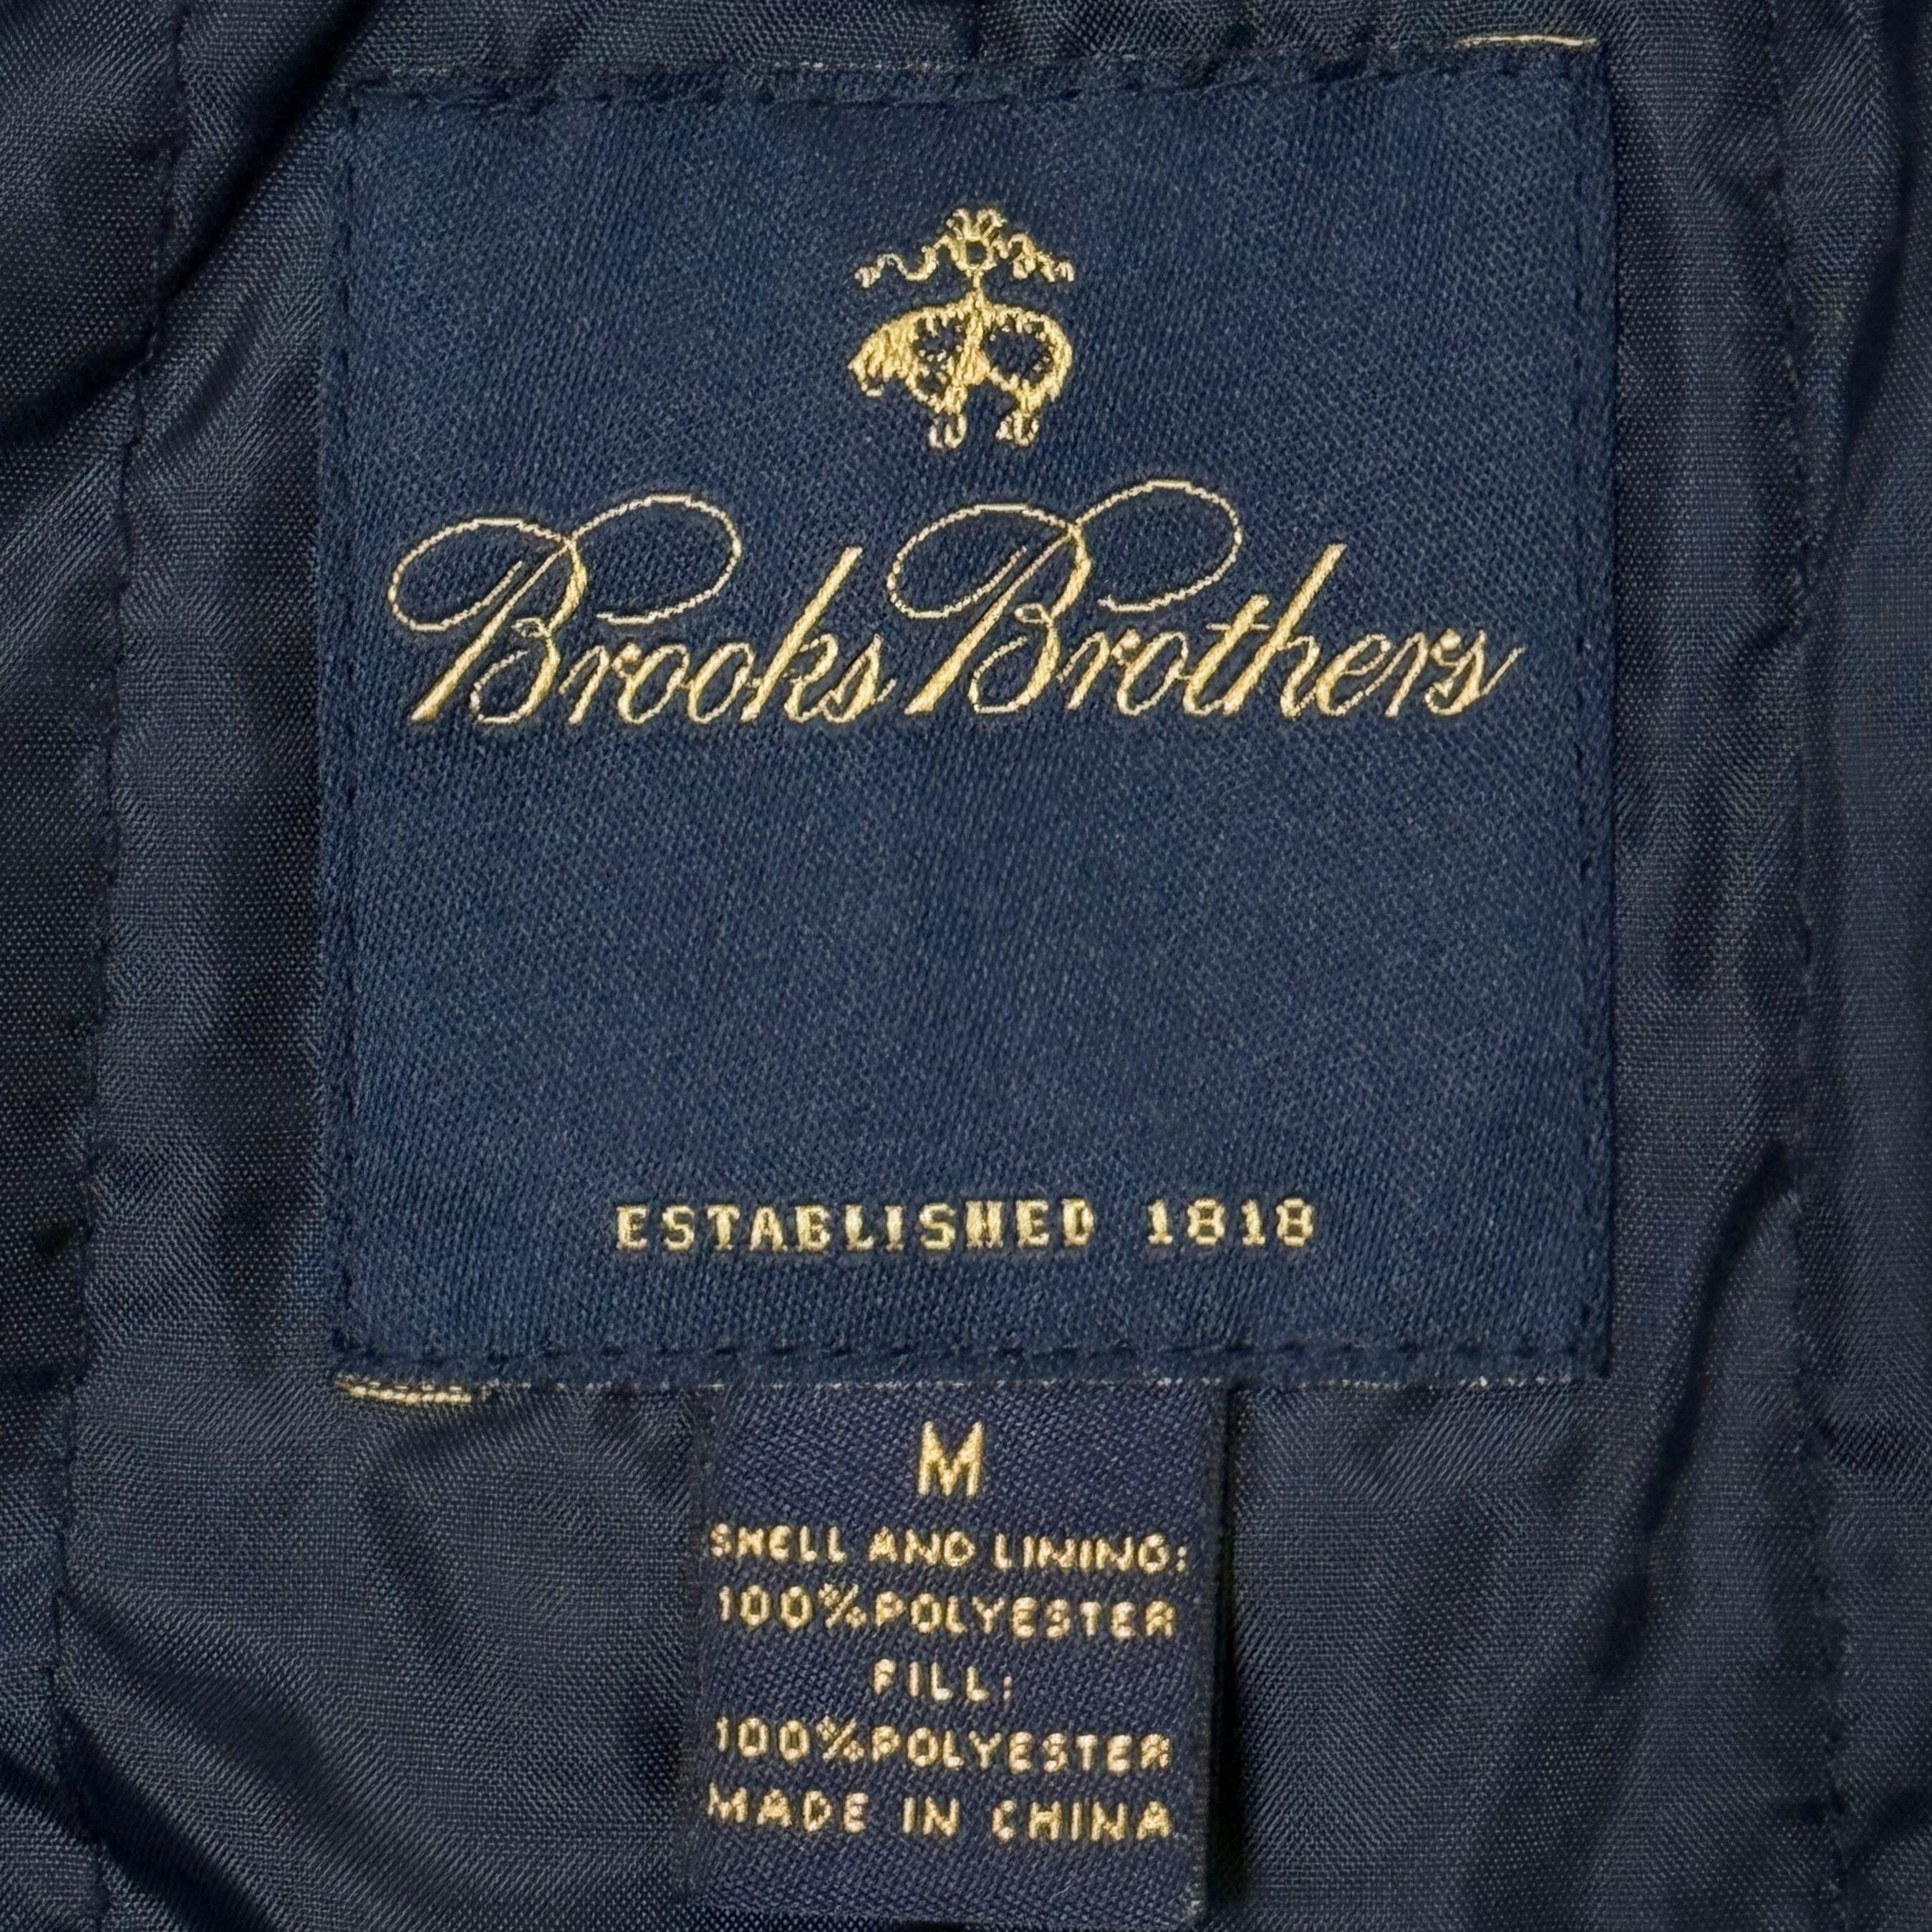 Brooks Brothers
ESTABLISHED 1818
M
SHELL AND LINING:
100%POLYESTER
FILL:
100%POLYESTER
MADE IN CHINA